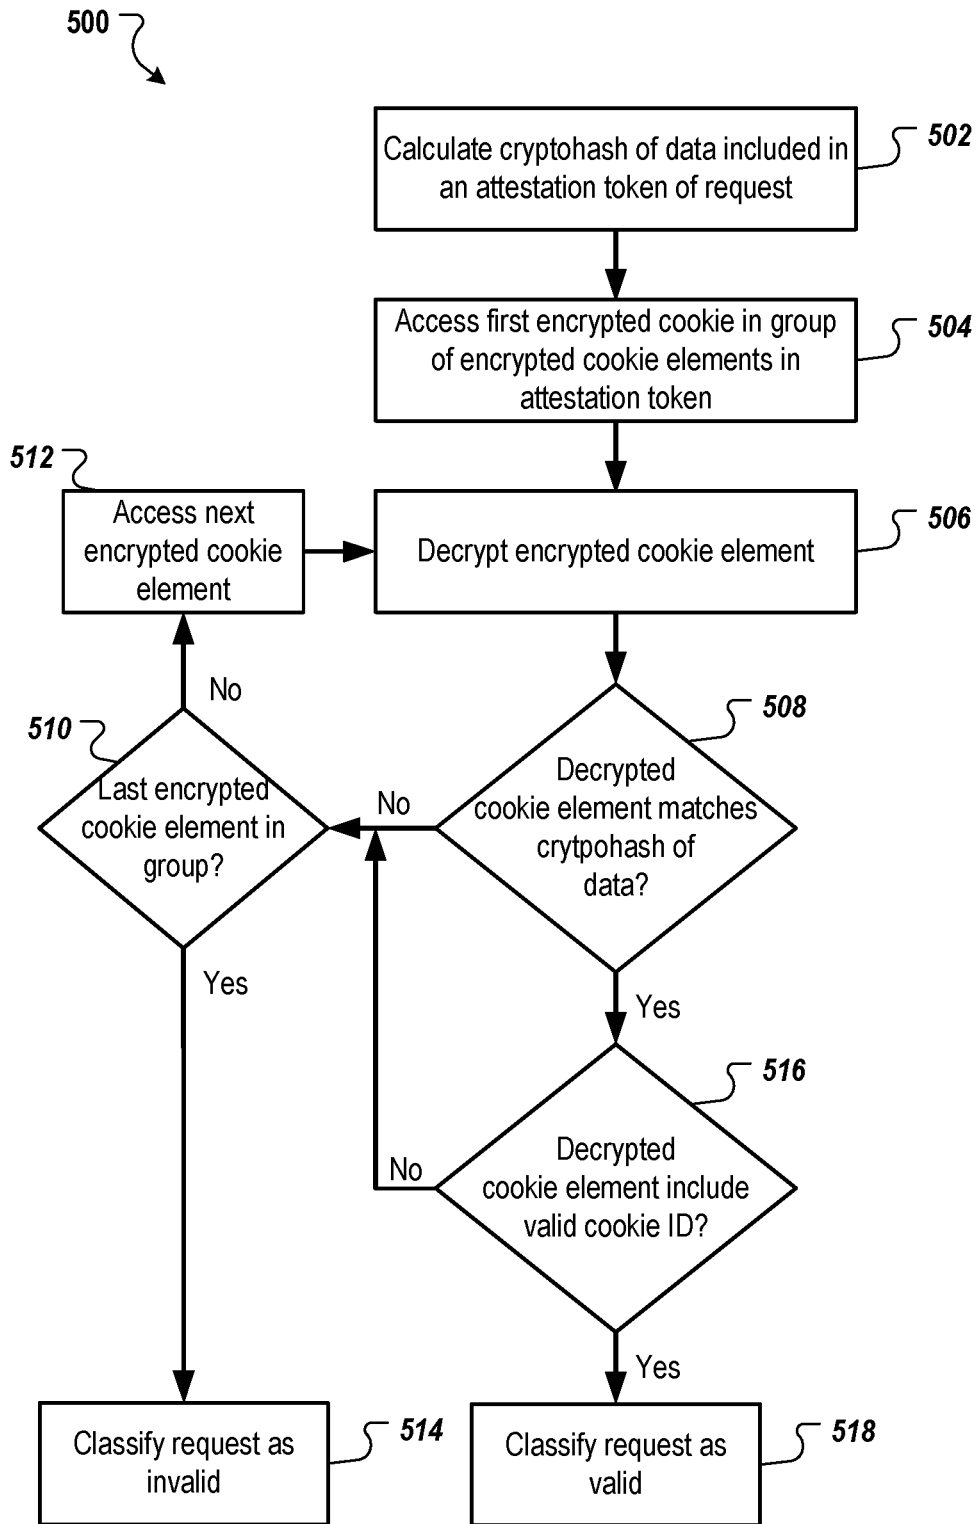 500
Calculate cryptohash of data included in
an attestation token of request
502
Access first encrypted cookie in group
of encrypted cookie elements in
attestation token
504
512
Access next
encrypted cookie
element
Decrypt encrypted cookie element
506
No
510
Last encrypted
cookie element in
group?
No
508
Decrypted
cookie element matches
crytpohash of
data?
Yes
Yes
516
Decrypted
cookie element include
valid cookie ID?
No
Yes
Classify request as
invalid
514
Classify request as
valid
518